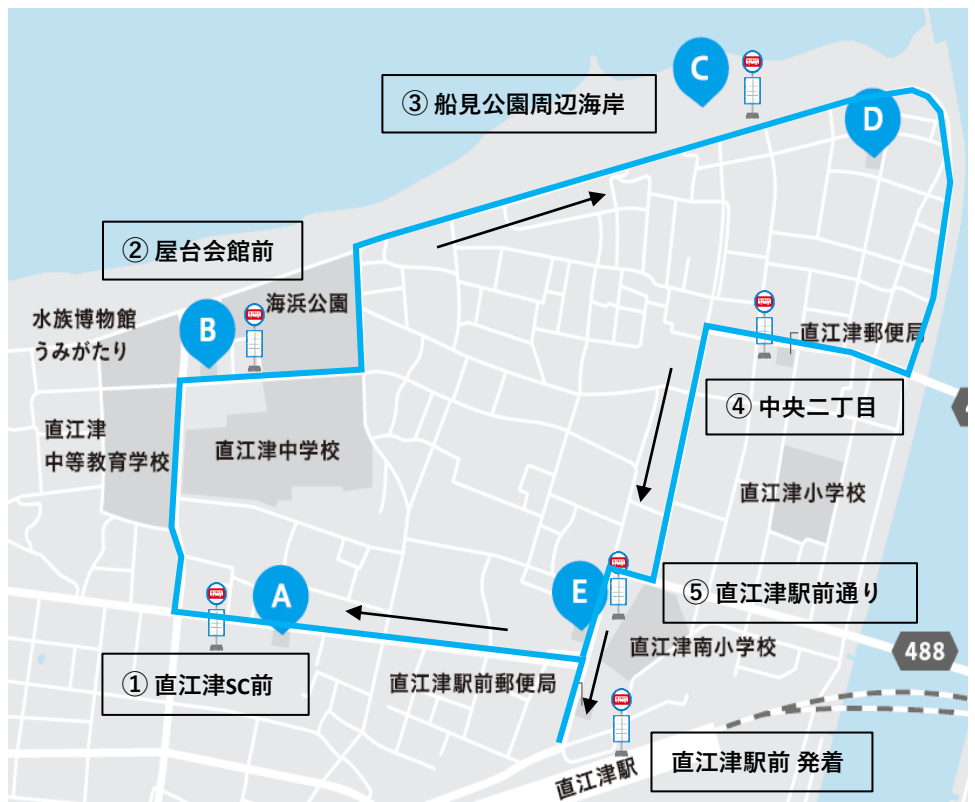 C
③ 船見公園周辺海岸
D
② 屋台会館前
海浜公園
水族博物館
うみがたり
B
直江津郵便局
④ 中央二丁目
直江津
中等教育学校
直江津中学校
直江津小学校
A
E
⑤ 直江津駅前通り
直江津南小学校
488
① 直江津SC前
直江津駅前郵便局
直江津駅前 発着
直江津駅